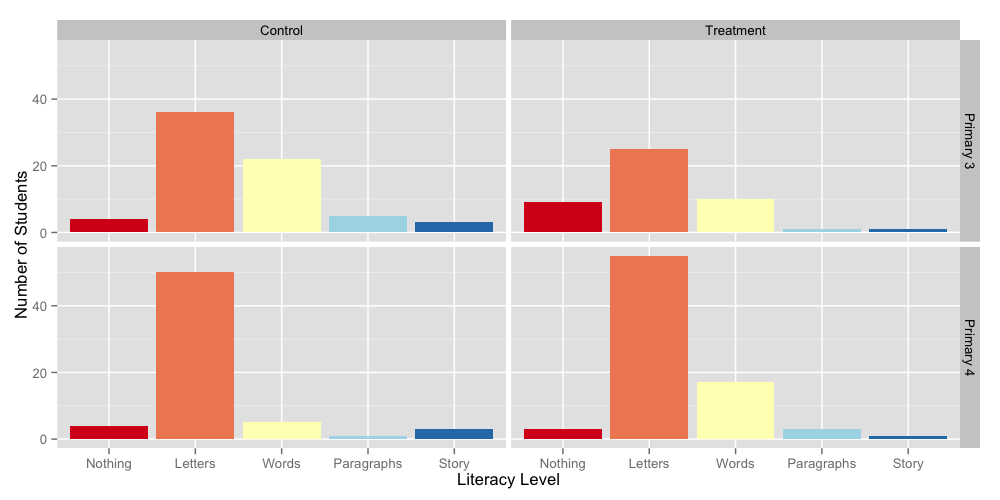 Control
Treatment
Number of Students
40
20
0
Primary 3
40
20
0
Primary 4
Nothing
Letters
Words
Paragraphs
Story
Nothing
Letters
Words
Paragraphs
Story
Literacy Level